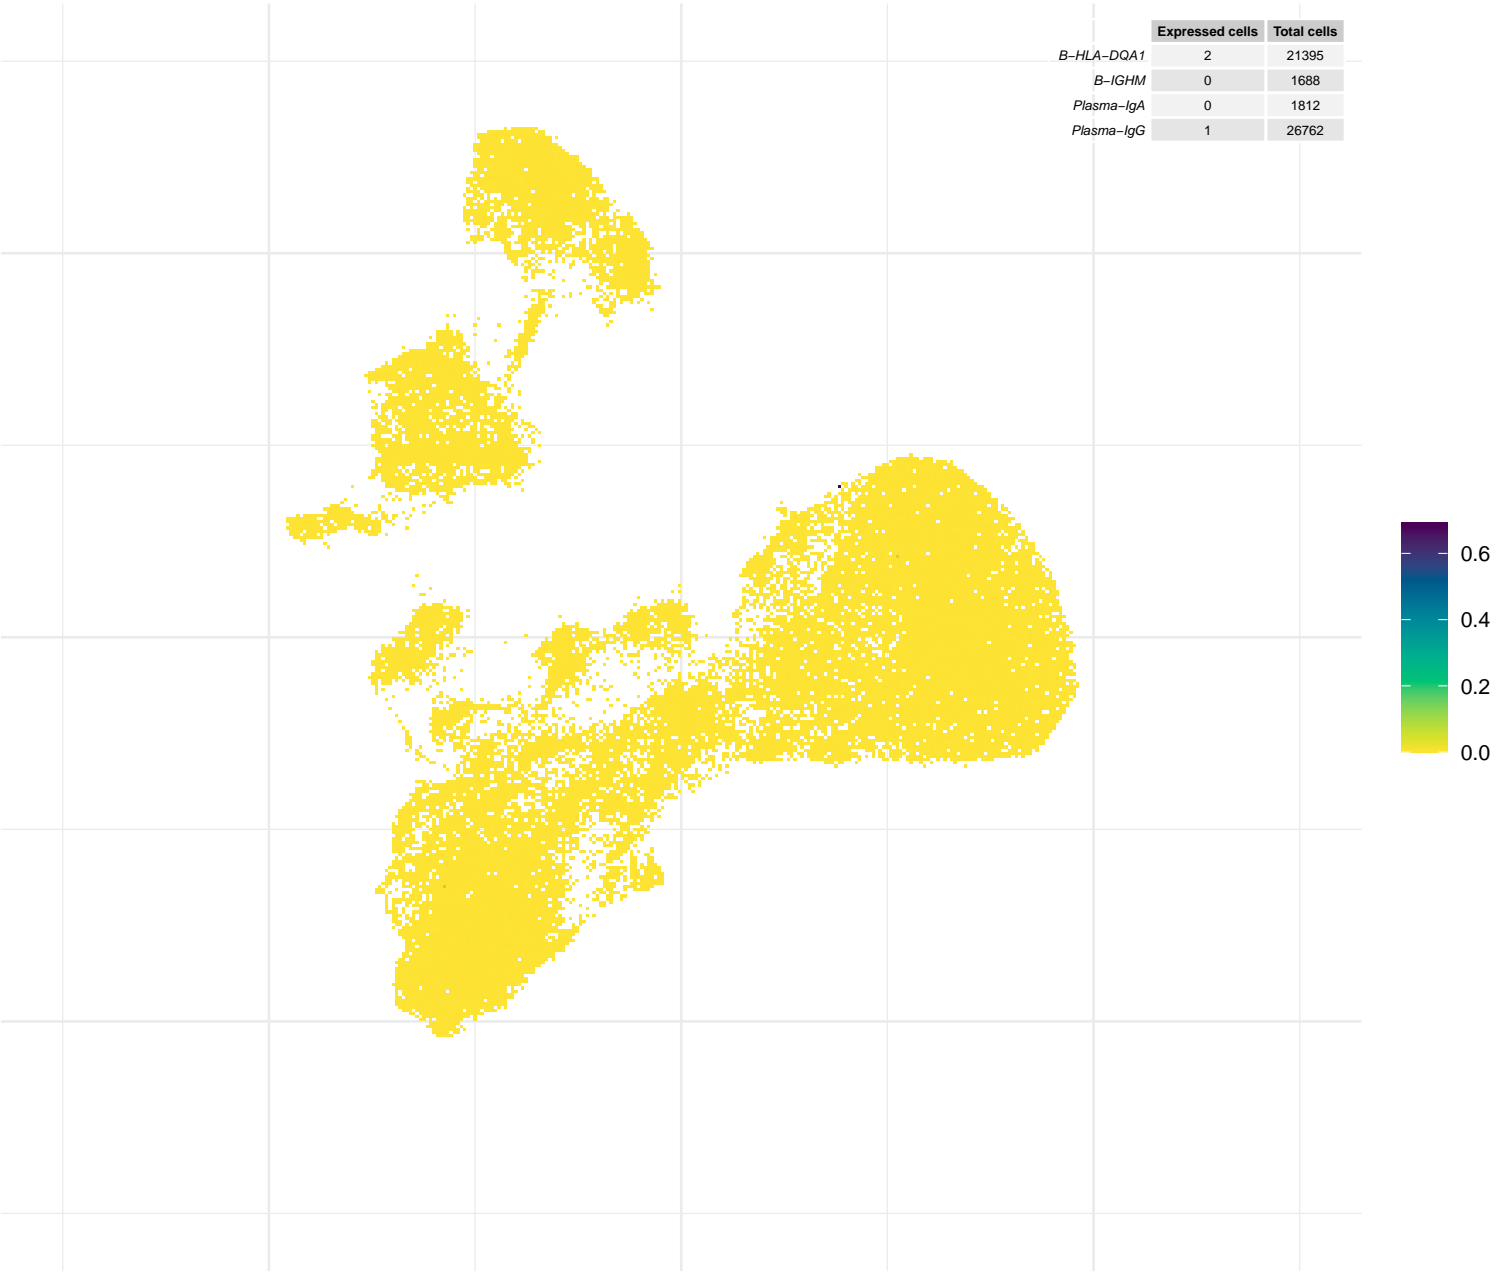 Expressed cells Total cells
B−HLA−DQA1 2 21395
B−IGHM 0 1688
Plasma−IgA 0 1812
Plasma−IgG 1 26762
0.6
0.4
0.2
0.0